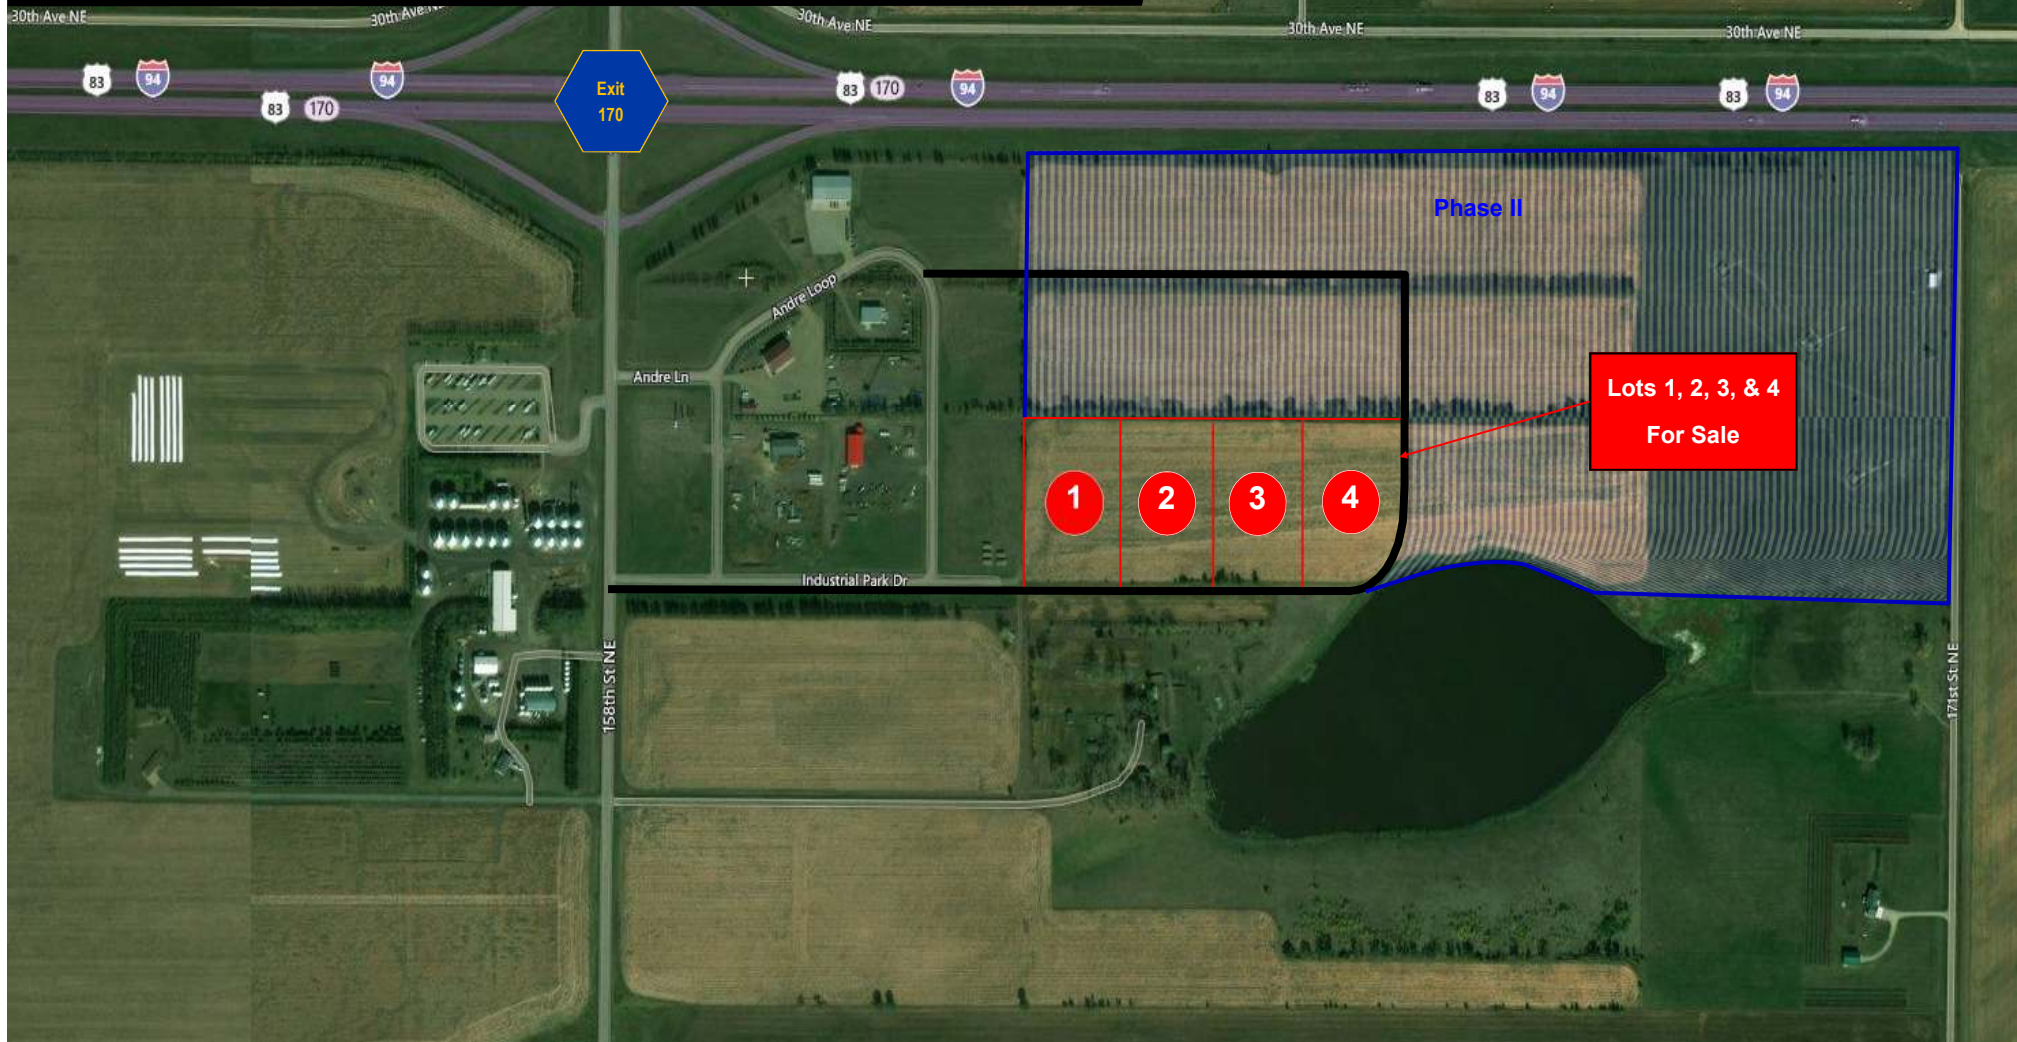 30th Ave NE
30th Ave NE
30th Ave NE
30th Ave NE
30th Ave NE
83
94
94
83
170
Exit
170
83
170
94
83
94
83
94
Phase II
Andre Loop
Andre Ln
Lots 1, 2, 3, & 4
For Sale
1
2
3
4
Industrial Park Dr
158th St NE
171st St NE